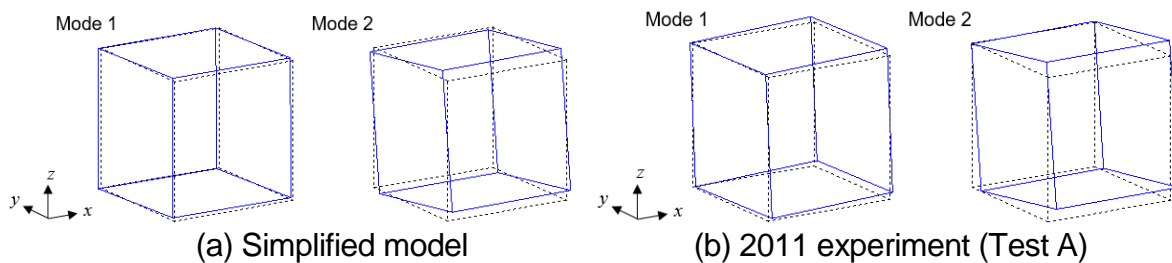 Mode 1
Mode 2
z
y
x
(a) Simplified model
Mode 1
Mode 2
z
y
x
(b) 2011 experiment (Test A)